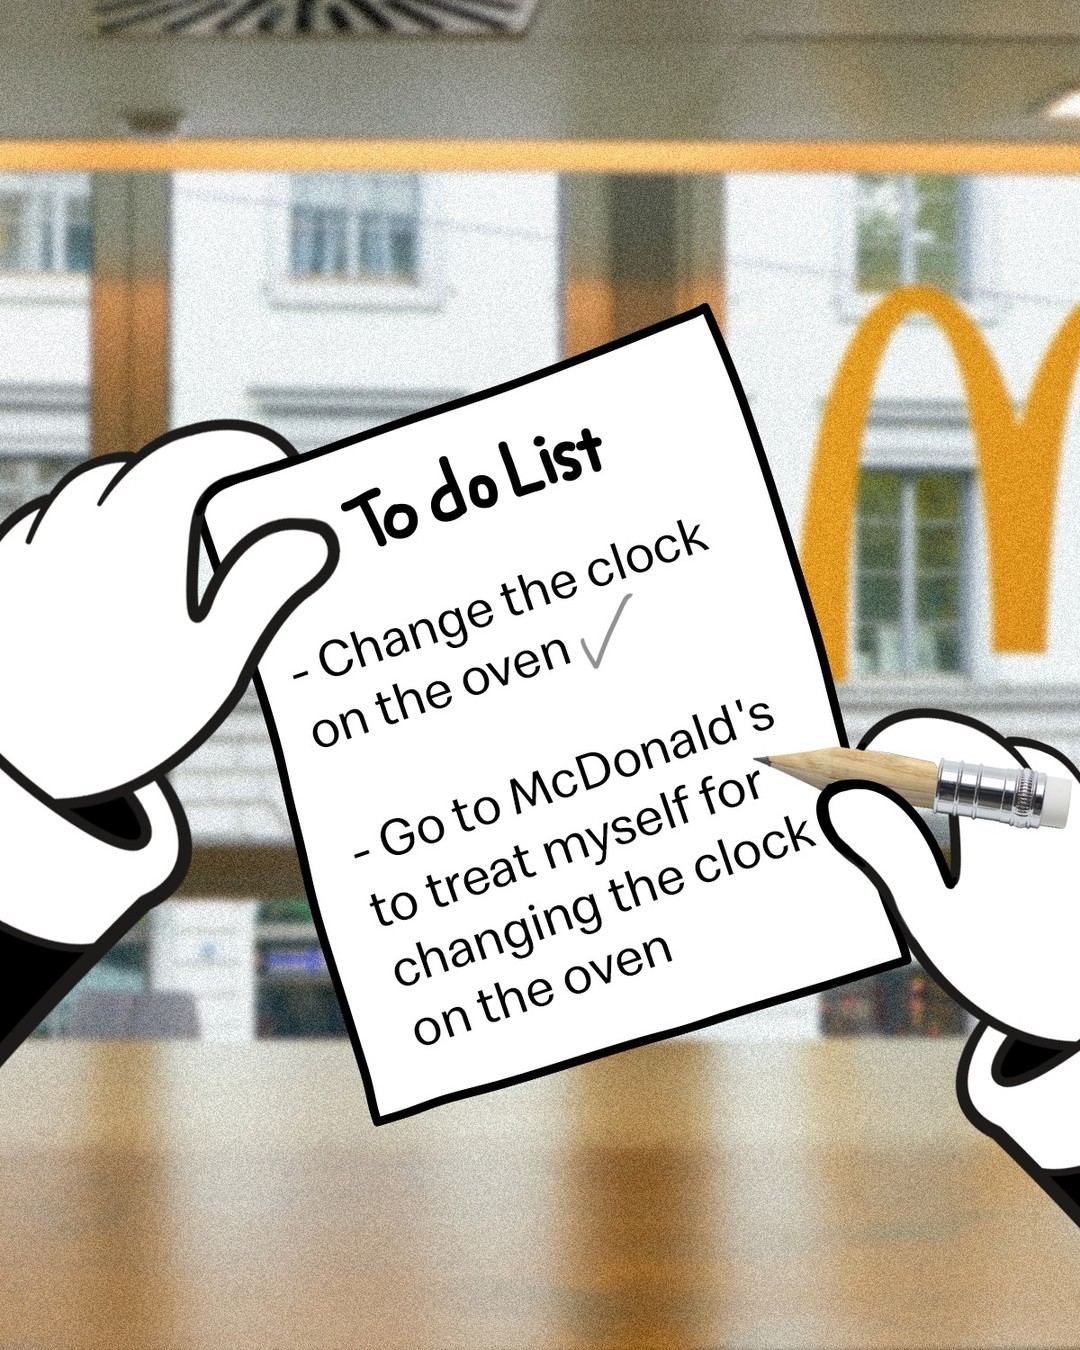 To do List
- Change the clock
on the oven ✓
- Go to McDonald's
to treat myself for
changing the clock
on the oven